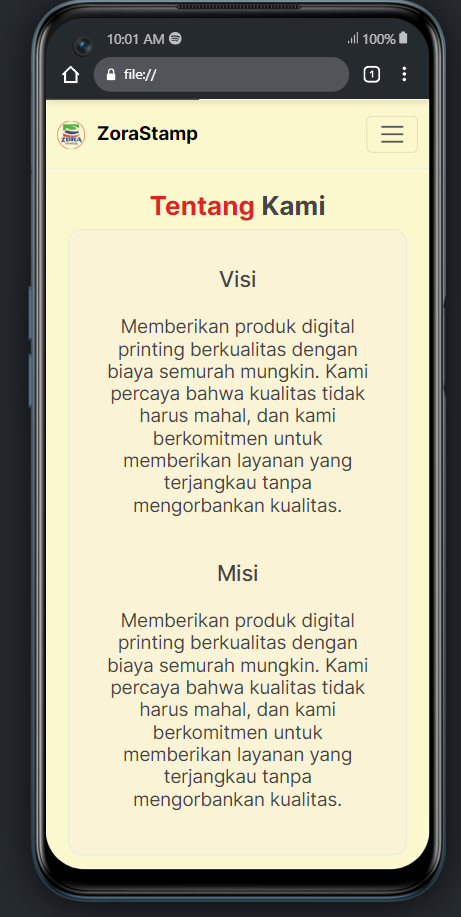 10:01 AM
100%
file://
1
ZORA
ZoraStamp
Tentang Kami
Visi
Memberikan produk digital
printing berkualitas dengan
biaya semurah mungkin. Kami
percaya bahwa kualitas tidak
harus mahal, dan kami
berkomitmen untuk
memberikan layanan yang
terjangkau tanpa
mengorbankan kualitas.
Misi
Memberikan produk digital
printing berkualitas dengan
biaya semurah mungkin. Kami
percaya bahwa kualitas tidak
harus mahal, dan kami
berkomitmen untuk
memberikan layanan yang
terjangkau tanpa
mengorbankan kualitas.